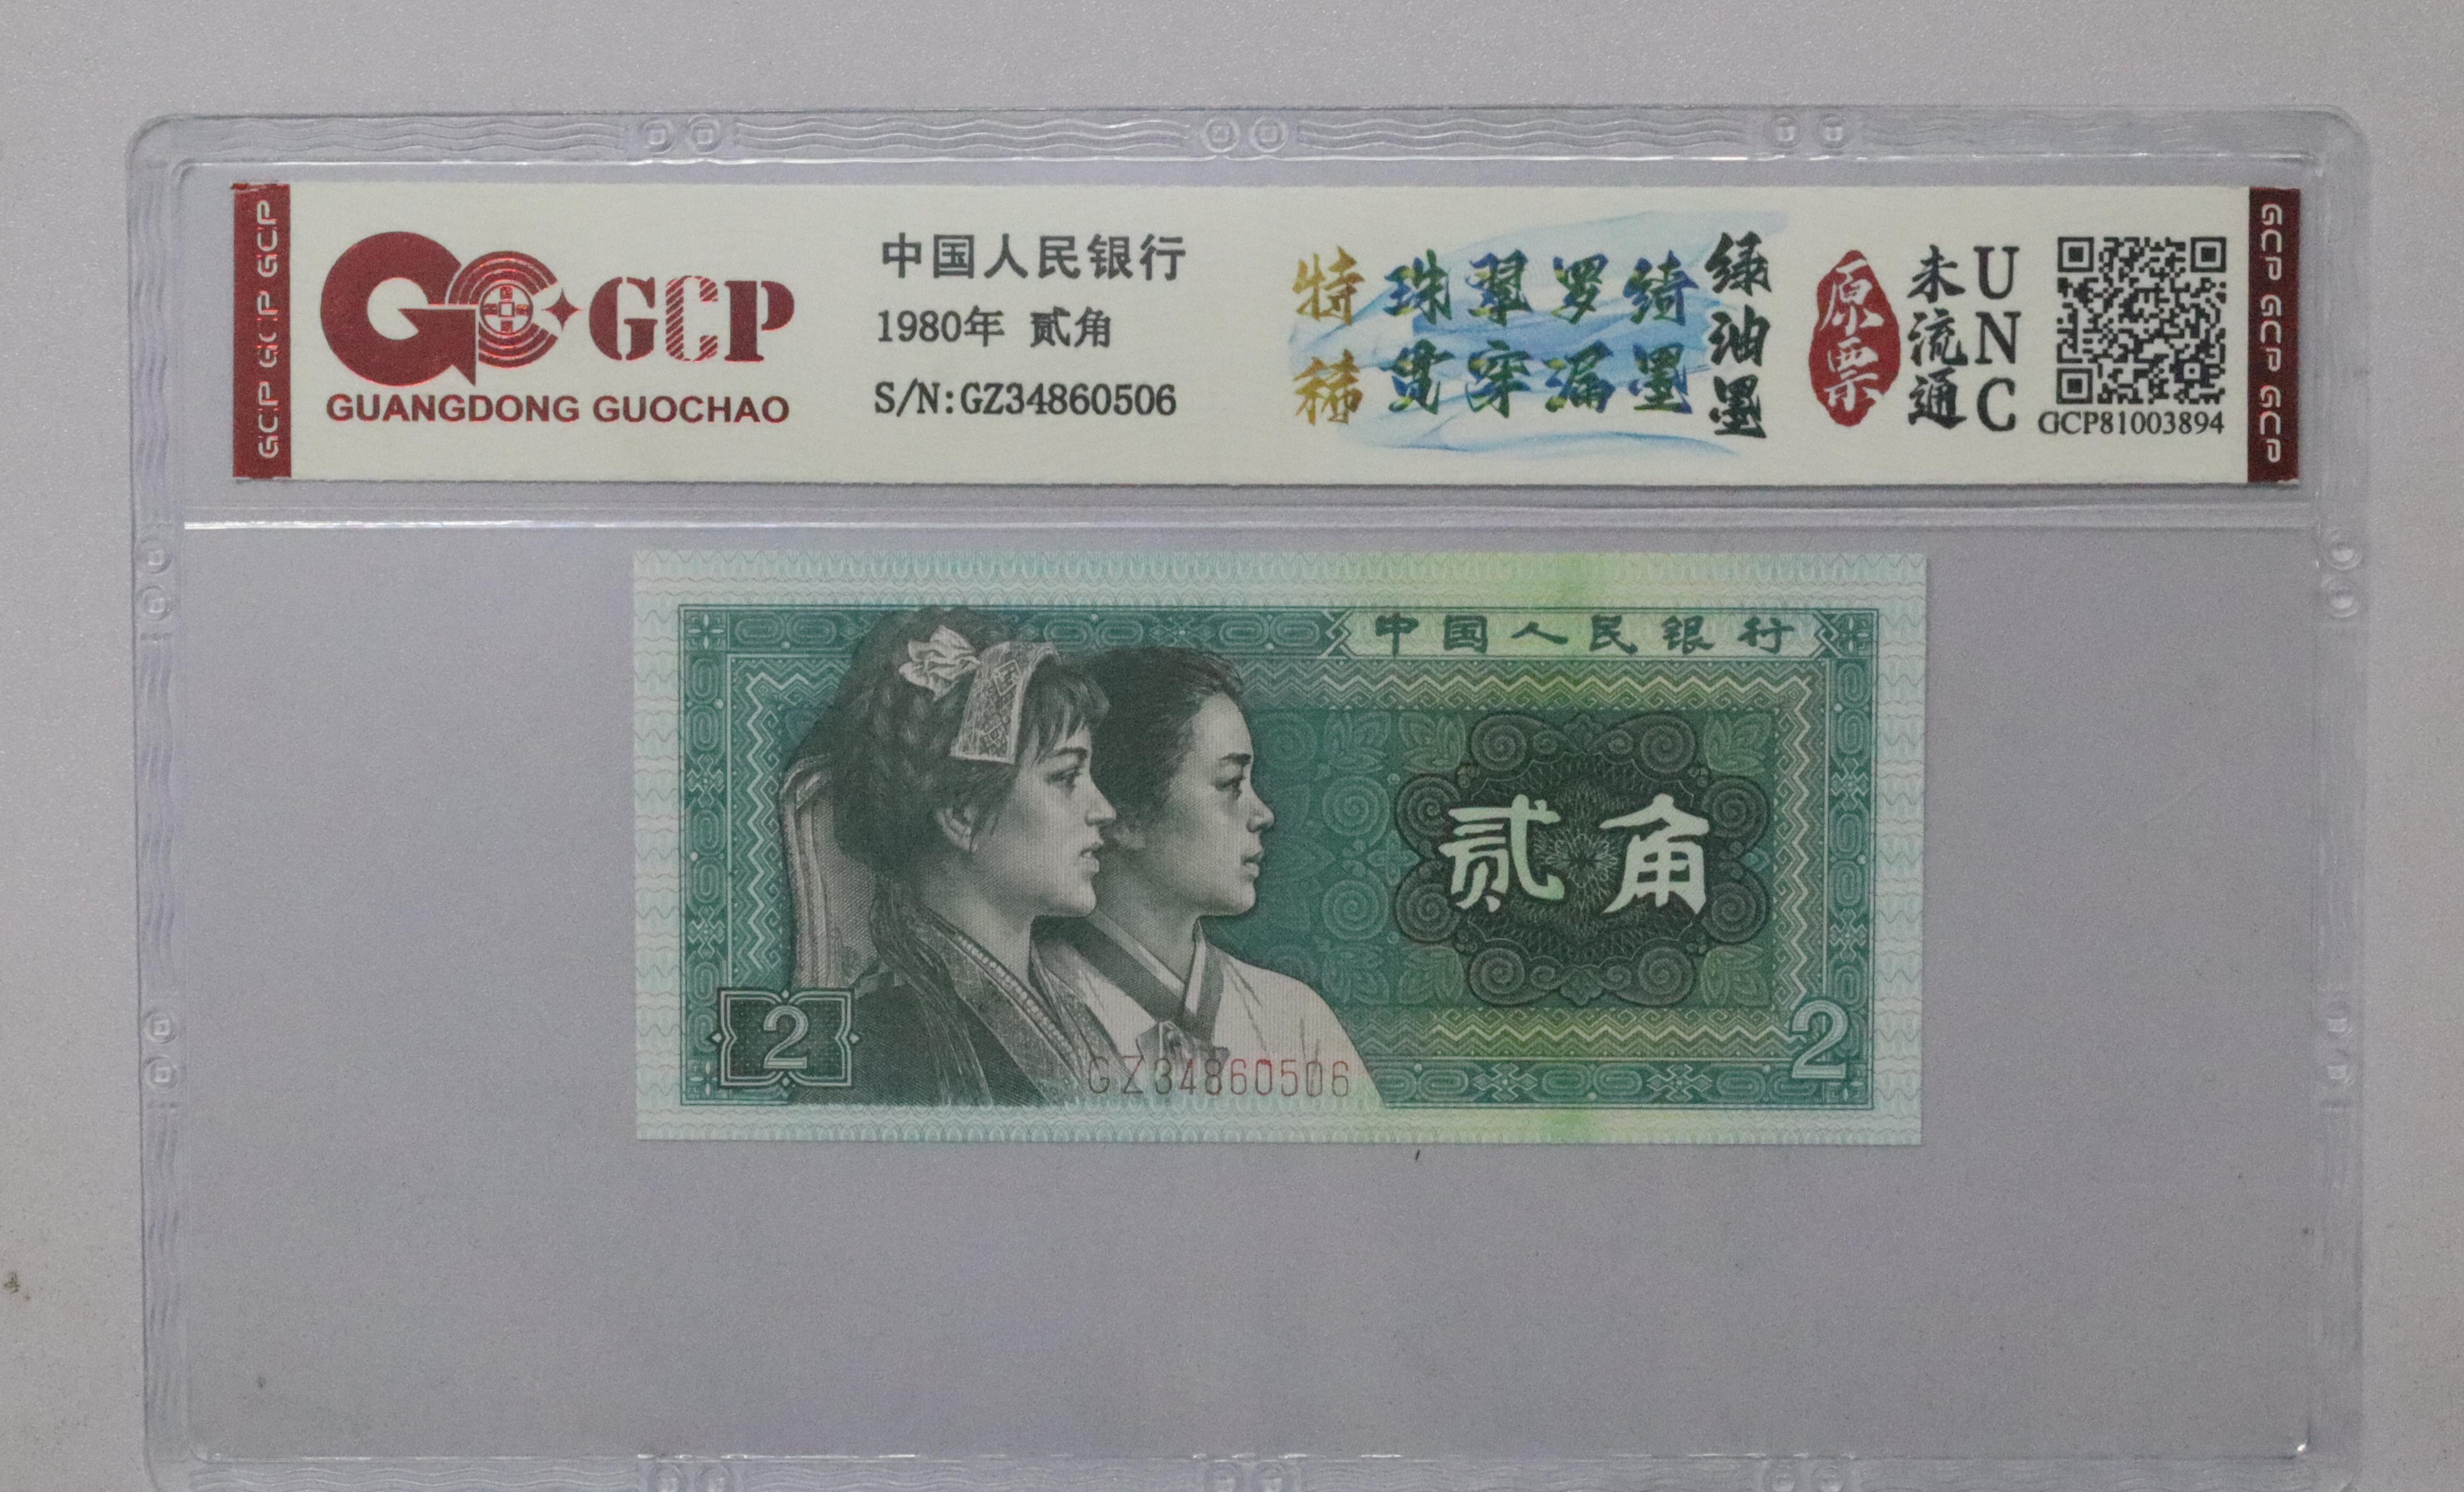 GCP GCP GCP
GCP
GUANGDONG GUOCHAO
中国人民银行
1980年 贰角
S/N:GZ34860506
特稀
珠翠罗绮
贯穿漏墨
绿油墨
原票
未流通
UNC
GCP81003894
GCP GCP GCP
中国人民银行
贰角
2
2
GZ34860506